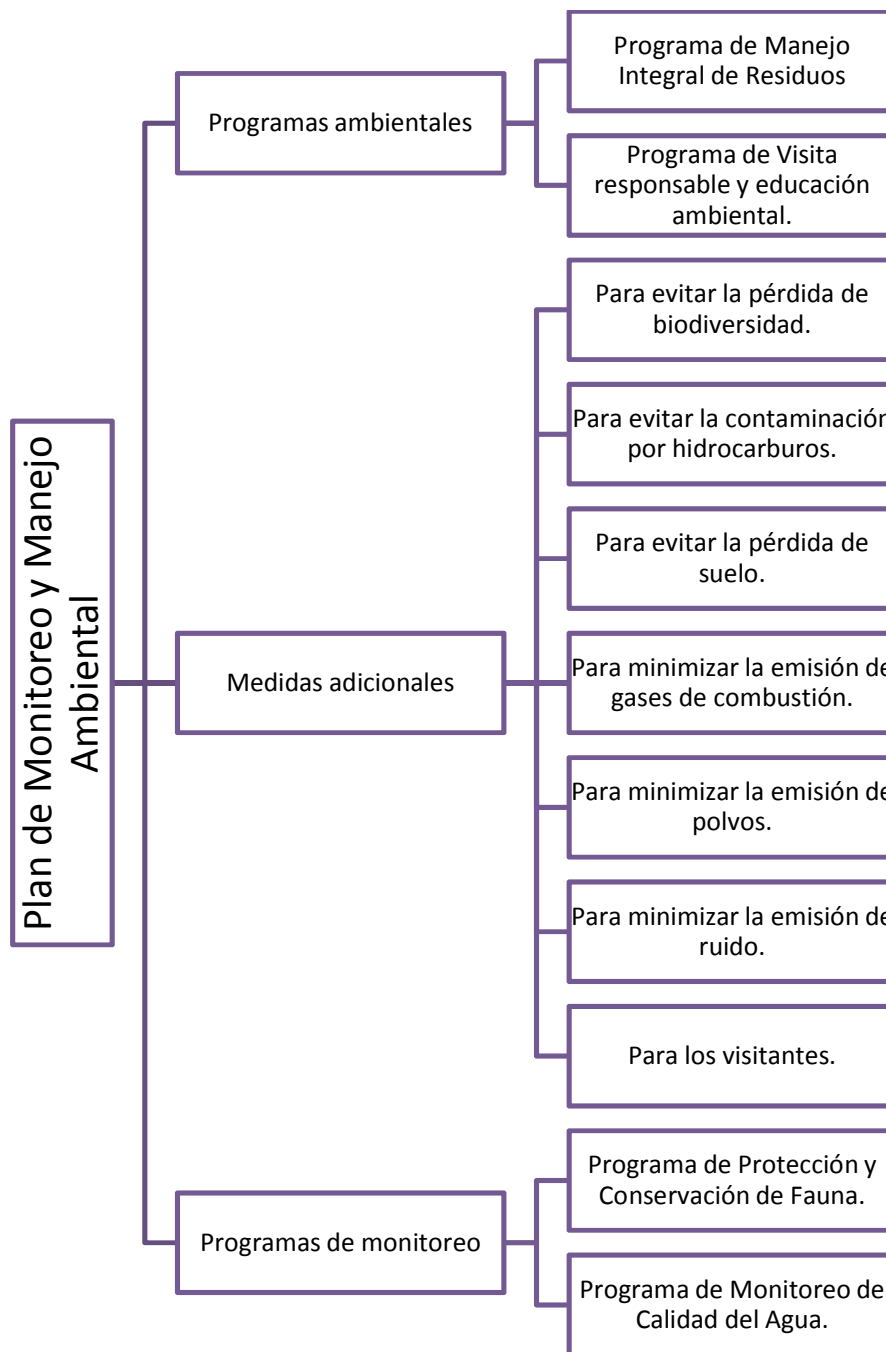 Plan de Monitoreo y Manejo
Ambiental
Programas ambientales
Programa de Manejo
Integral de Residuos
Programa de Visita
responsable y educación
ambiental.
Medidas adicionales
Para evitar la pérdida de
biodiversidad.
Para evitar la contaminación
por hidrocarburos.
Para evitar la pérdida de
suelo.
Para minimizar la emisión de
gases de combustión.
Para minimizar la emisión de
polvos.
Para minimizar la emisión de
ruido.
Para los visitantes.
Programas de monitoreo
Programa de Protección y
Conservación de Fauna.
Programa de Monitoreo de
Calidad del Agua.